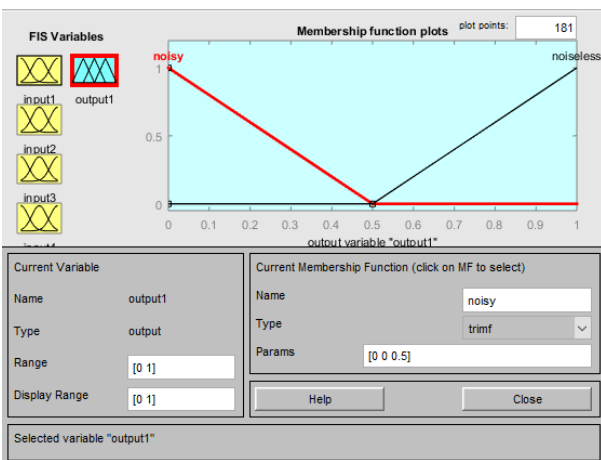 FIS Variables
Membership function plots
plot points:
181
input1
output1
input2
input3
input4
noisy
noiseless
1
0.5
0
0 0.1 0.2 0.3 0.4 0.5 0.6 0.7 0.8 0.9 1
output variable "output1"
Current Variable
Name output1
Type output
Range [0 1]
Display Range [0 1]
Current Membership Function (click on MF to select)
Name noisy
Type trimf
Params [0 0 0.5]
Help Close
Selected variable "output1"